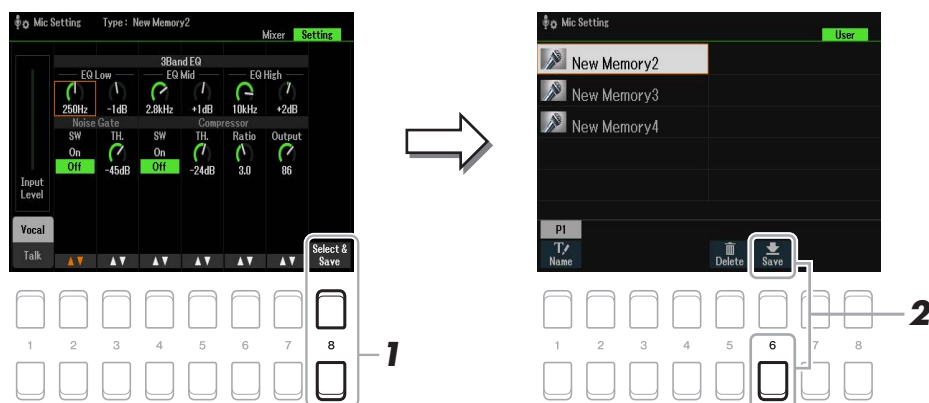 Mic Setting Type : New Memory2
Mixer Setting
3Band EQ
EQ Low EQ Mid EQ High
250Hz -1dB 2.8kHz +1dB 10kHz +2dB
Noise Gate Compressor
SW TH. SW TH. Ratio Output
On On
Off -45dB Off -24dB 3.0 86
Input
Level
Vocal
Talk
Select &
Save
1 2 3 4 5 6 7 8
1
Mic Setting
User
New Memory2
New Memory3
New Memory4
P1
Name Delete Save
1 2 3 4 5 6 7 8
2